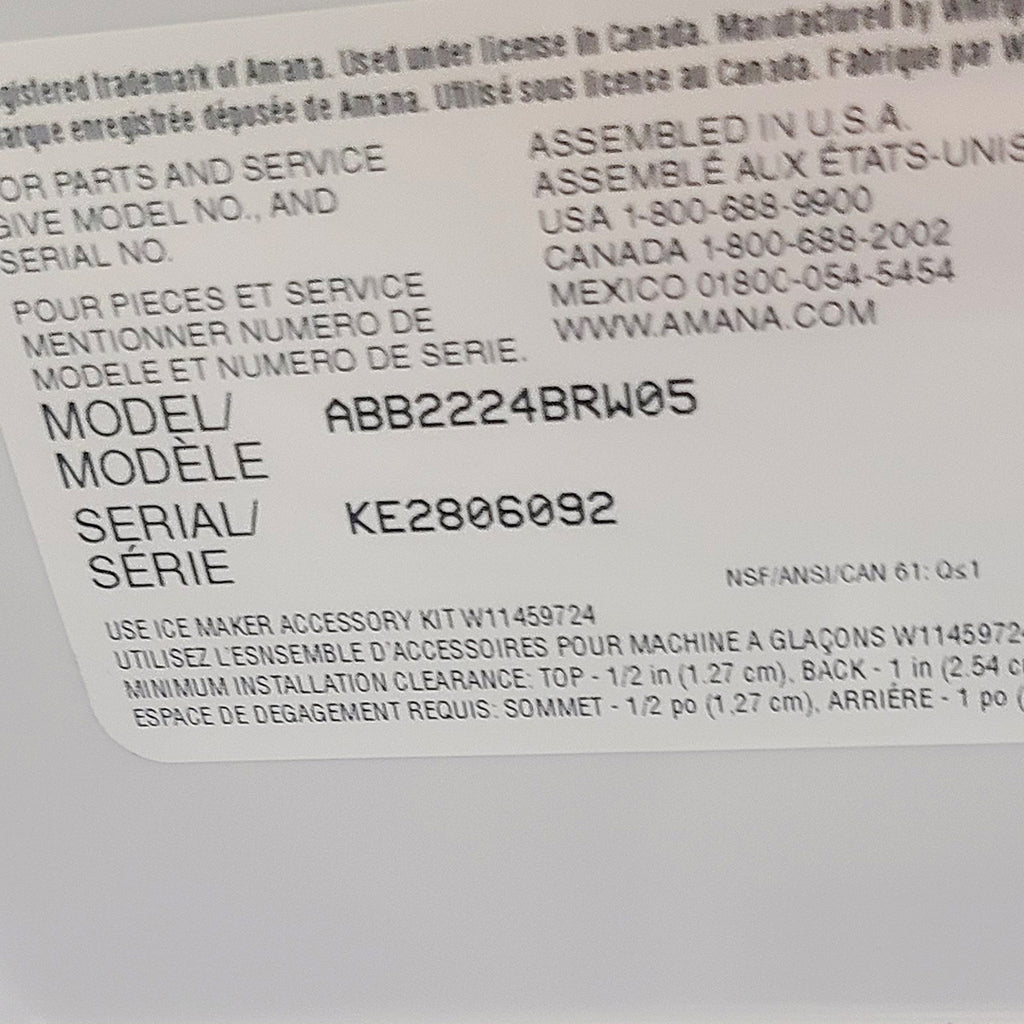 gistered trademark of Amana. Used under license in Canada. Manufactured by Whirlp
arque enregistrée déposée de Amana. Utilisé sous licence au Canada. Fabrique par W
OR PARTS AND SERVICE
GIVE MODEL NO., AND
SERIAL NO.
ASSEMBLED IN U.S.A.
ASSEMBLÉ AUX ÉTATS-UNIS
USA 1-800-688-9900
CANADA 1-800-688-2002
MEXICO 01800-054-5454
WWW.AMANA.COM
POUR PIECES ET SERVICE
MENTIONNER NUMERO DE
MODELE ET NUMERO DE SERIE.
MODEL/ ABB2224BRW05
MODÈLE
SERIAL/ KE2806092
SÉRIE
NSF/ANSI/CAN 61: Q≤1
USE ICE MAKER ACCESSORY KIT W11459724
UTILISEZ L'ESNSEMBLE D'ACCESSOIRES POUR MACHINE A GLAÇONS W11459724
MINIMUM INSTALLATION CLEARANCE: TOP - 1/2 in (1.27 cm), BACK - 1 in (2.54 c
ESPACE DE DEGAGEMENT REQUIS: SOMMET - 1/2 po (1,27 cm), ARRIÈRE - 1 po (